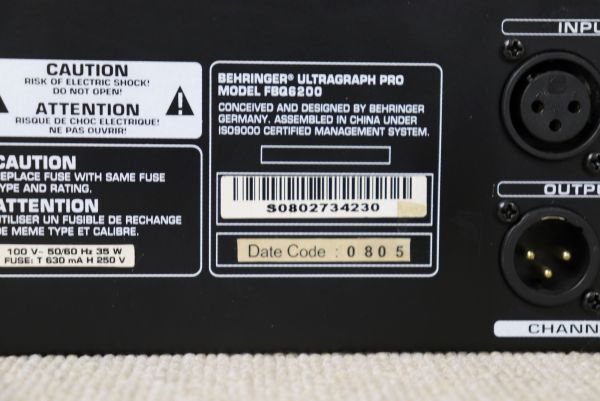 CAUTION
RISK OF ELECTRIC SHOCK!
DO NOT OPEN!
ATTENTION
RISQUE DE CHOC ELECTRIQUE!
NE PAS OUVRIR!
CAUTION
REPLACE FUSE WITH SAME FUSE
TYPE AND RATING.
ATTENTION
UTILISER UN FUSIBLE DE RECHANGE
DE MEME TYPE ET CALIBRE.
100 V~ 50/60 Hz 35 W
FUSE: T 630 mA H 250 V
BEHRINGER® ULTRAGRAPH PRO
MODEL FBQ6200
CONCEIVED AND DESIGNED BY BEHRINGER
GERMANY. ASSEMBLED IN CHINA UNDER
ISO9000 CERTIFIED MANAGEMENT SYSTEM.
S0802734230
Date Code : 0805
INPU
OUTPU
CHANN